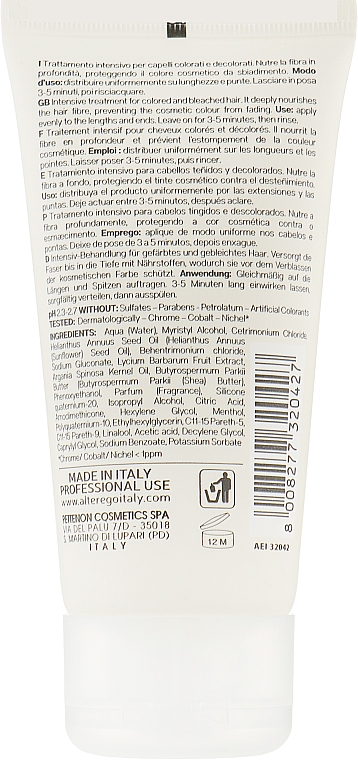 I Trattamento intensivo per capelli colorati e decolorati. Nutre la fibra in
profondità, proteggendo il colore cosmetico da sbiadimento. Modo
d'uso: distribuire uniformemente su lunghezze e punte. Lasciare in posa
3-5 minuti, poi risciacquare.
GB Intensive treatment for colored and bleached hair. It deeply nourishes
the hair fibre, preventing the cosmetic colour from fading. Use: apply
evenly to the lengths and ends. Leave on for 3-5 minutes, then rinse.
F Traitement intensif pour cheveux colorés et décolorés. Il nourrit la
fibre en profondeur et prévient l'estompement de la couleur
cosmétique. Emploi : distribuer uniformément sur les longueurs et les
pointes. Laisser poser 3-5 minutes, puis rincer.
E Tratamiento intensivo para cabellos teñidos y decolorados. Nutre la
fibra a fondo, protegiendo el tinte cosmético contra el desteñimiento.
Uso: distribuya el producto uniformemente por las extensiones y las
puntas. Deje actuar entre 3-5 minutos, después aclare.
P Tratamento intensivo para cabelos tingidos e descolorados. Nutre a
fibra profundamente, protegendo a cor cosmética contra o
esmaecimento. Emprego: aplique de modo uniforme nos cabelos e
pontas. Deixe de pose de 3 a 5 minutos, depois enxague.
D Intensiv-Behandlung für gefärbtes und gebleichtes Haar. Versorgt die
Faser bis in die Tiefe mit Nährstoffen, wodurch sie vor dem Verblassen
der kosmetischen Farbe schützt. Anwendung: Gleichmäßig auf die
Längen und Spitzen auftragen. 3-5 Minuten lang einwirken lassen,
sorgfältig verteilen, dann ausspülen.
pH 2.3-2.7 WITHOUT: Sulfates – Parabens - Petrolatum – Artificial Colorants
TESTED: Dermatologically – Chrome – Cobalt – Nichel*
INGREDIENTS: Aqua (Water), Myristyl Alcohol, Cetrimonium Chloride,
Helianthus Annuus Seed Oil (Helianthus Annuus
(Sunflower) Seed Oil), Behentrimonium chloride,
Sodium Gluconate, Lycium Barbarum Fruit Extract,
Argania Spinosa Kernel Oil, Butyrospermum Parkii
Butter (Butyrospermum Parkii (Shea) Butter),
Phenoxyethanol, Parfum (Fragrance), Silicone
quaternium-20, Isopropyl Alcohol, Citric Acid,
Amodimethicone, Hexylene Glycol, Menthol,
Polyquaternium-10, Ethylhexylglycerin, C11-15 Pareth-5,
C11-15 Pareth-9, Linalool, Acetic acid, Decylene Glycol,
Caprylyl Glycol, Sodium Benzoate, Potassium Sorbate
*Chrome/ Cobalt/ Nichel < 1ppm
MADE IN ITALY
PROFESSIONAL USE
www.alteregoitaly.com
PETTENON COSMETICS SPA
VIA DEL PALU 7/D - 35018
S. MARTINO DI LUPARI (PD)
ITALY
12 M
8 008277 320427
AEI 32042